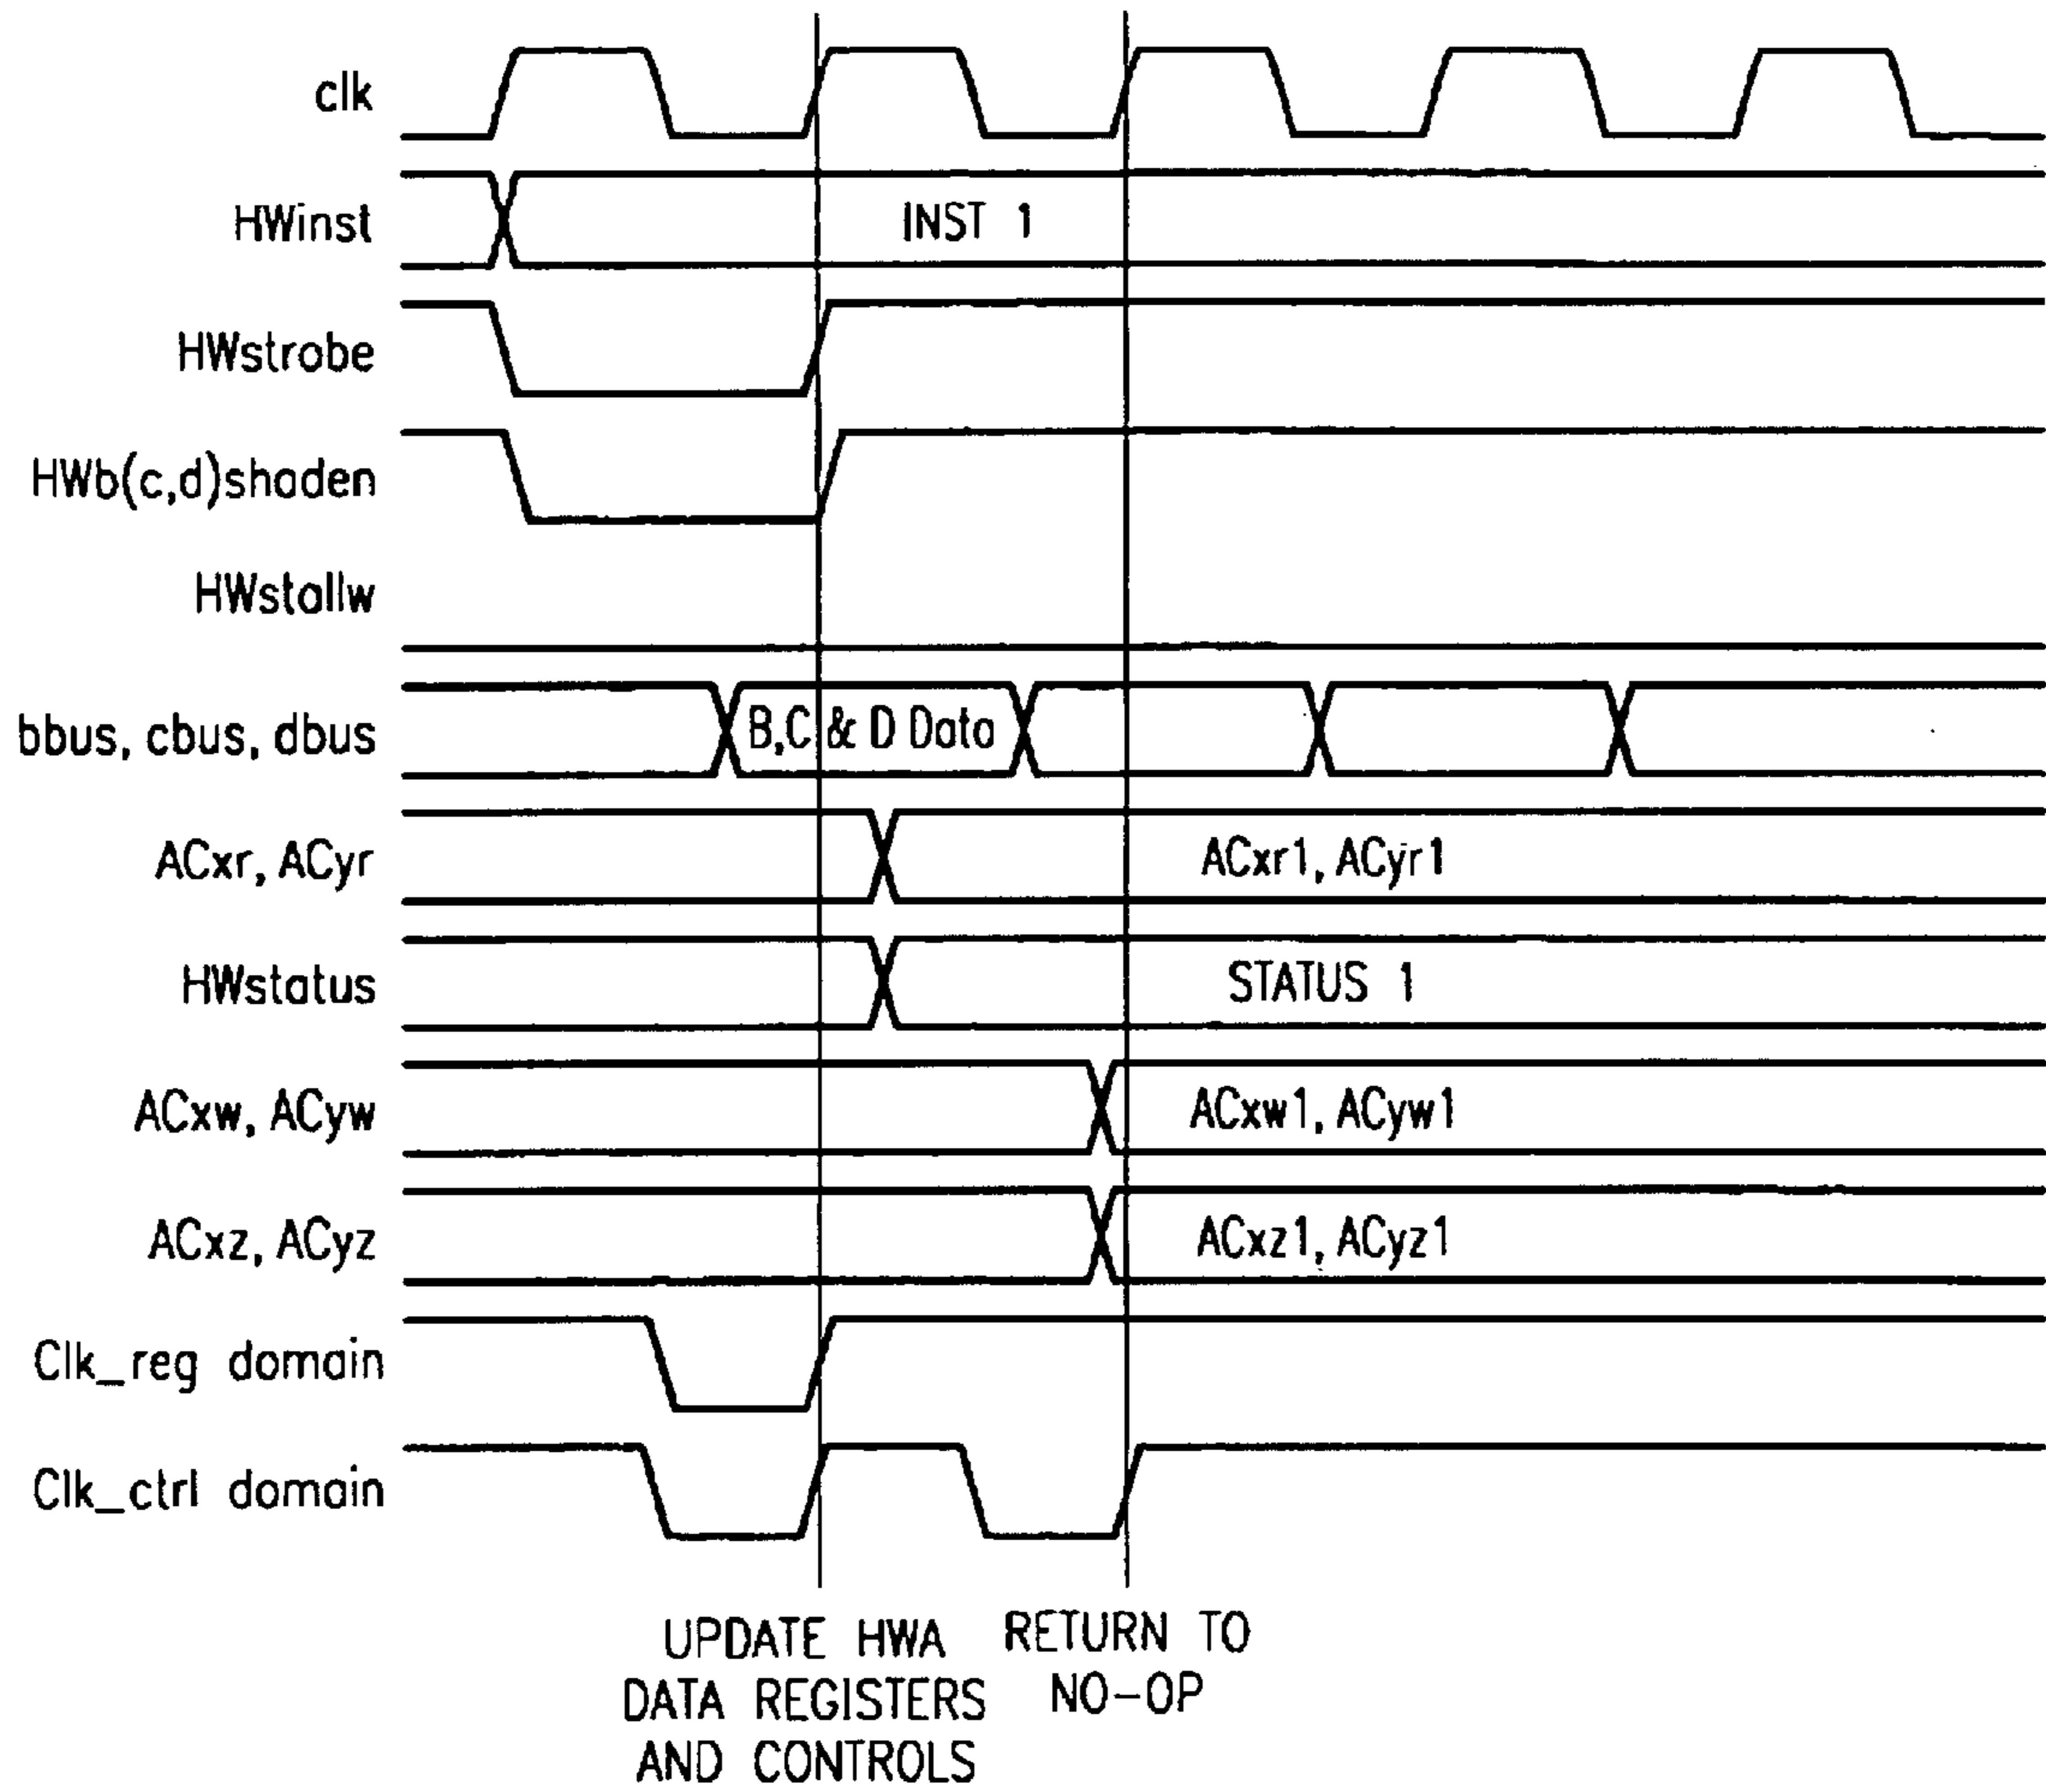 clk
HWinst
INST 1
HWstrobe
HWb(c,d)shaden
HWstallw
bbus, cbus, dbus
B,C & D Data
ACxr, ACyr
ACxr1, ACyr1
HWstatus
STATUS 1
ACxw, ACyw
ACxw1, ACyw1
ACxz, ACyz
ACxz1, ACyz1
Clk_reg domain
Clk_ctrl domain
UPDATE HWA
DATA REGISTERS
AND CONTROLS
RETURN TO
NO-OP